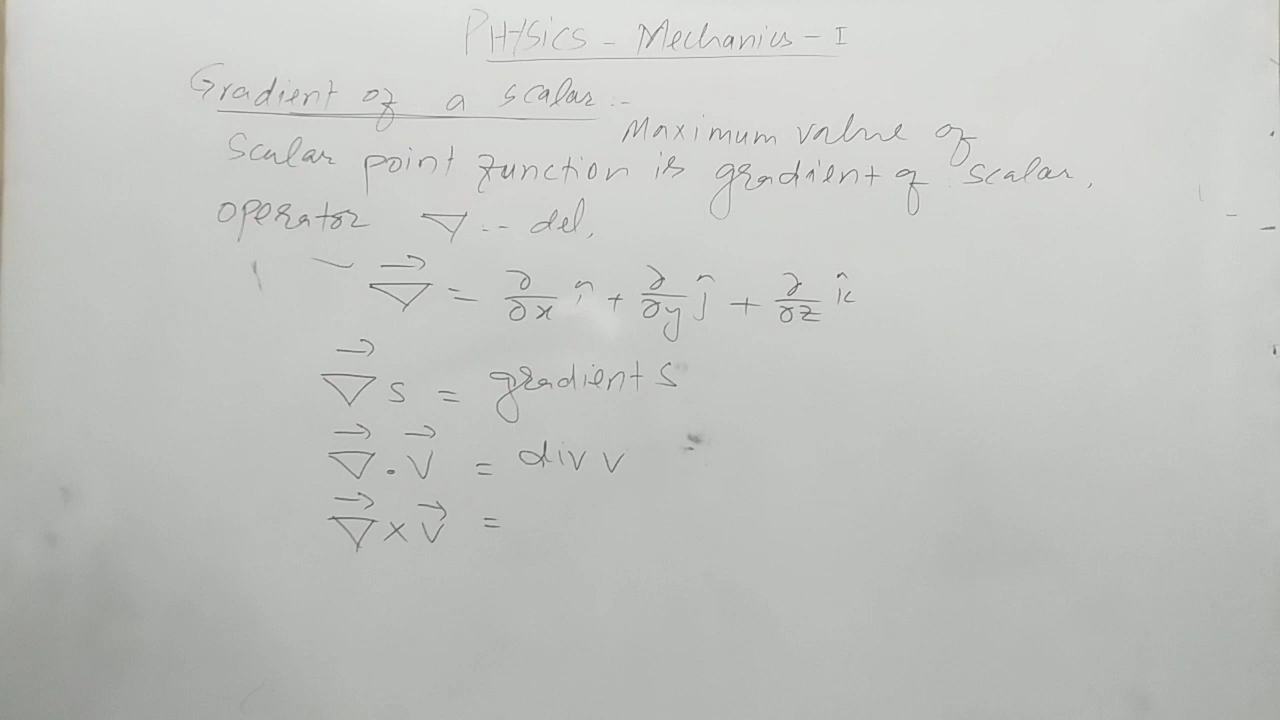 PHYSICS - Mechanics - I
Gradient of a scalar :-
Maximum value of
Scalar point function is gradient of scalar,
operator ∇ -- del,
∇⃗ = ∂/∂x î + ∂/∂y ĵ + ∂/∂z k̂
∇⃗ s = gradient s
∇⃗ . V⃗ = div v
∇⃗ × V⃗ =